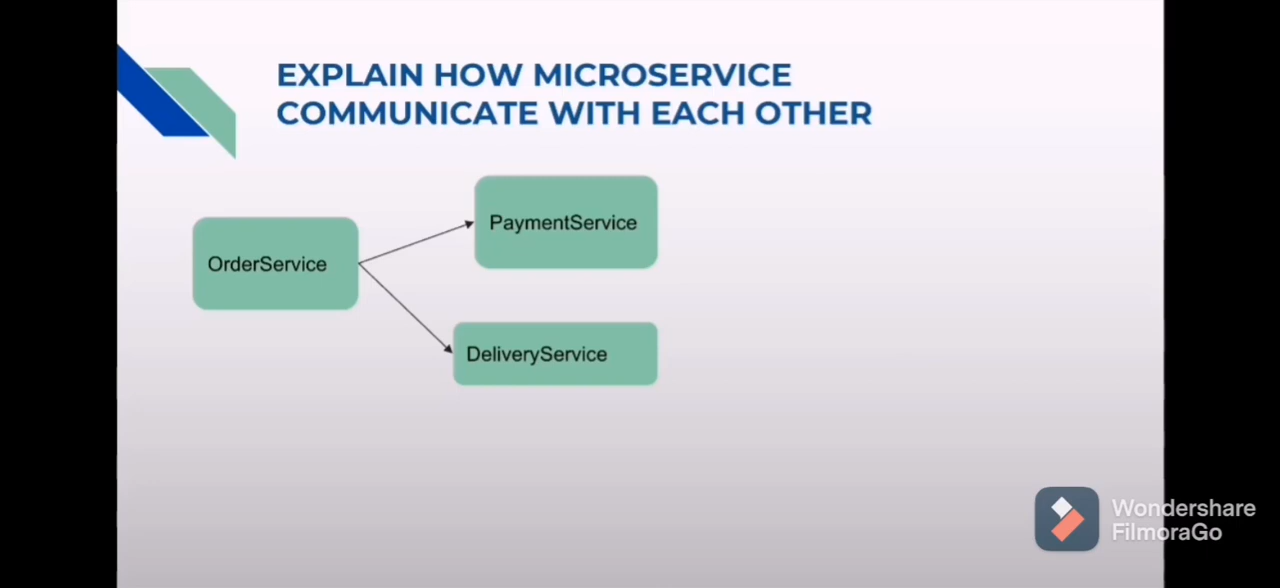 EXPLAIN HOW MICROSERVICE
COMMUNICATE WITH EACH OTHER
PaymentService
OrderService
DeliveryService
Wondershare
FilmoraGo